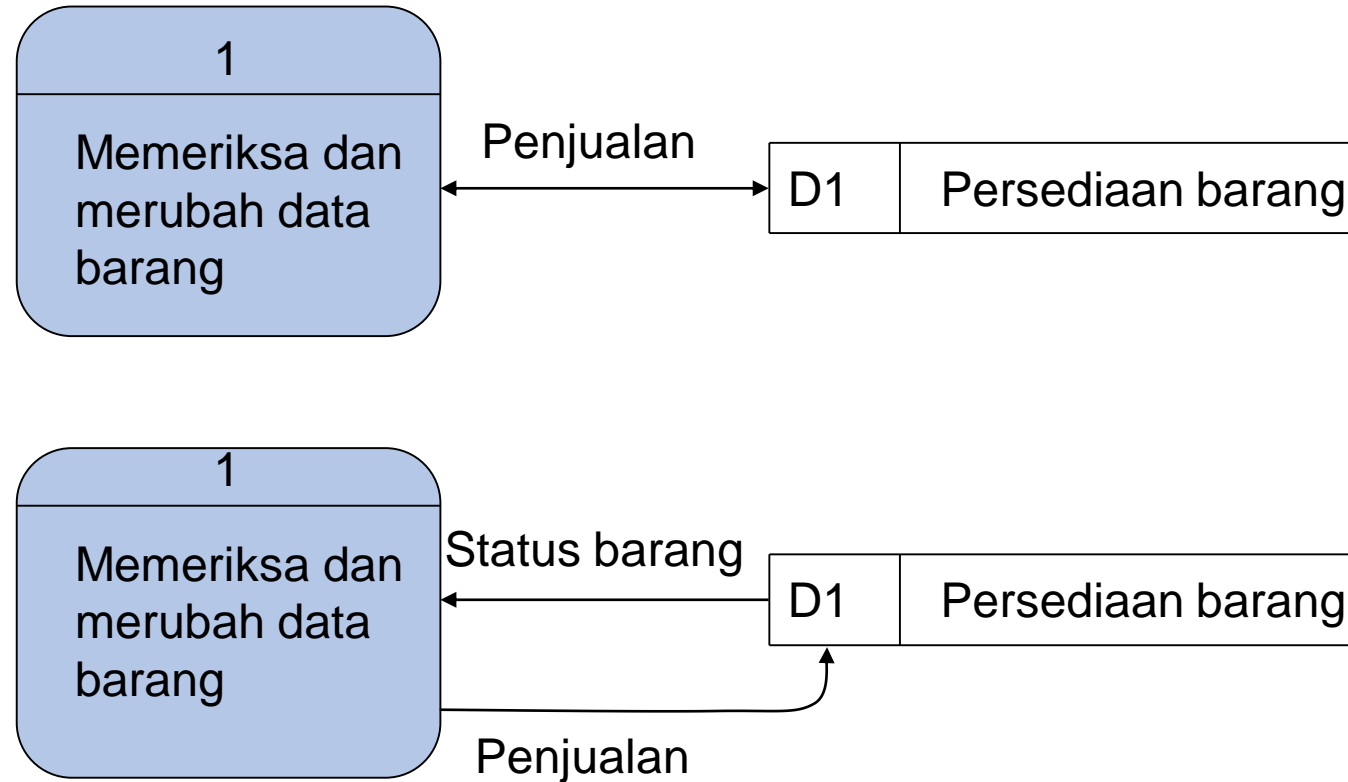 1
Memeriksa dan
merubah data
barang
Penjualan
D1
Persediaan barang
1
Memeriksa dan
merubah data
barang
Status barang
D1
Persediaan barang
Penjualan